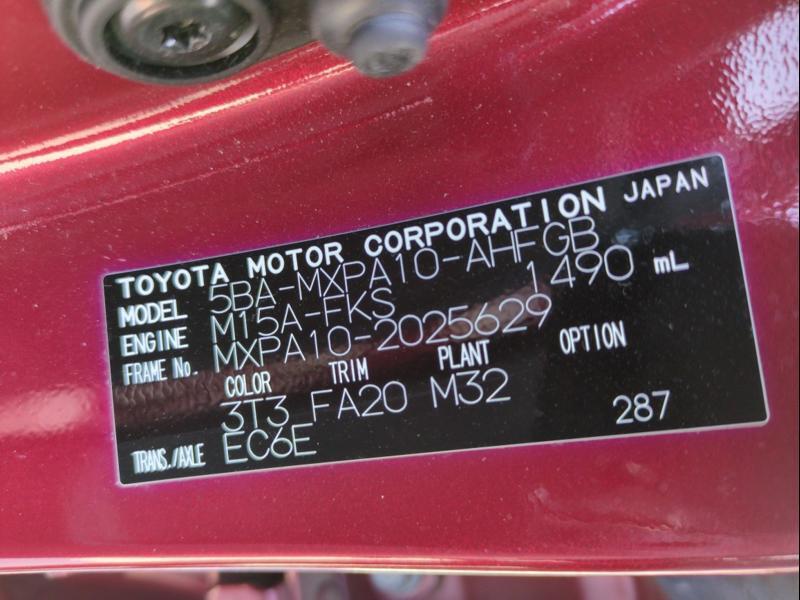 TOYOTA MOTOR CORPORATION JAPAN
MODEL 5BA-MXPA10-AHFGB
ENGINE M15A-FKS 1490 mL
FRAME No. MXPA10-2025629
COLOR TRIM PLANT OPTION
3T3 FA20 M32
TRANS./AXLE EC6E 287